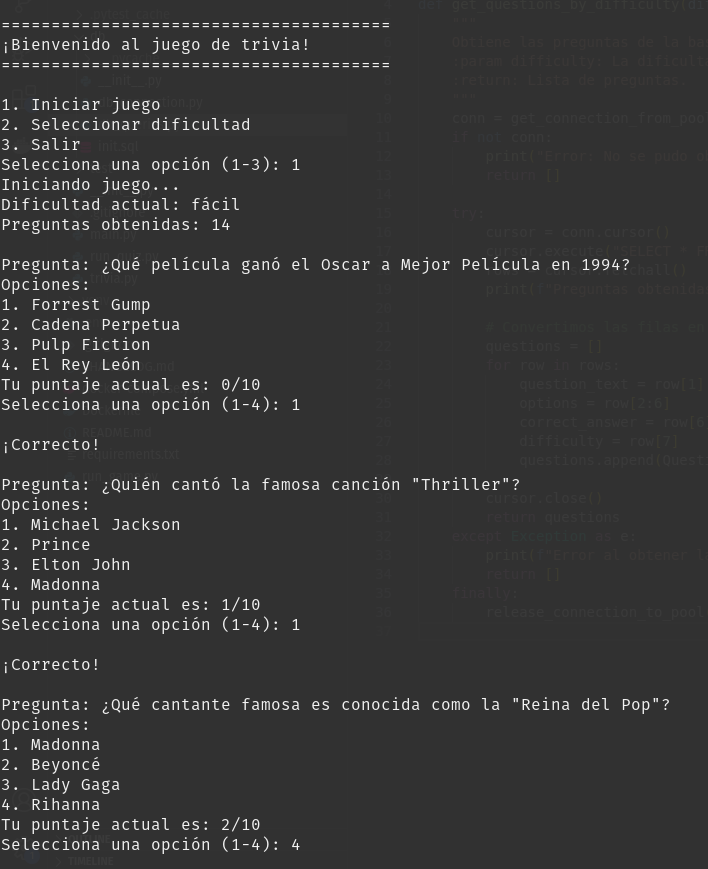 =======================================
¡Bienvenido al juego de trivia!
=======================================
1. Iniciar juego
2. Seleccionar dificultad
3. Salir
Selecciona una opción (1-3): 1
Iniciando juego...
Dificultad actual: fácil
Preguntas obtenidas: 14
Pregunta: ¿Qué película ganó el Oscar a Mejor Película en 1994?
Opciones:
1. Forrest Gump
2. Cadena Perpetua
3. Pulp Fiction
4. El Rey León
Tu puntaje actual es: 0/10
Selecciona una opción (1-4): 1
¡Correcto!
Pregunta: ¿Quién cantó la famosa canción "Thriller"?
Opciones:
1. Michael Jackson
2. Prince
3. Elton John
4. Madonna
Tu puntaje actual es: 1/10
Selecciona una opción (1-4): 1
¡Correcto!
Pregunta: ¿Qué cantante famosa es conocida como la "Reina del Pop"?
Opciones:
1. Madonna
2. Beyoncé
3. Lady Gaga
4. Rihanna
Tu puntaje actual es: 2/10
Selecciona una opción (1-4): 4